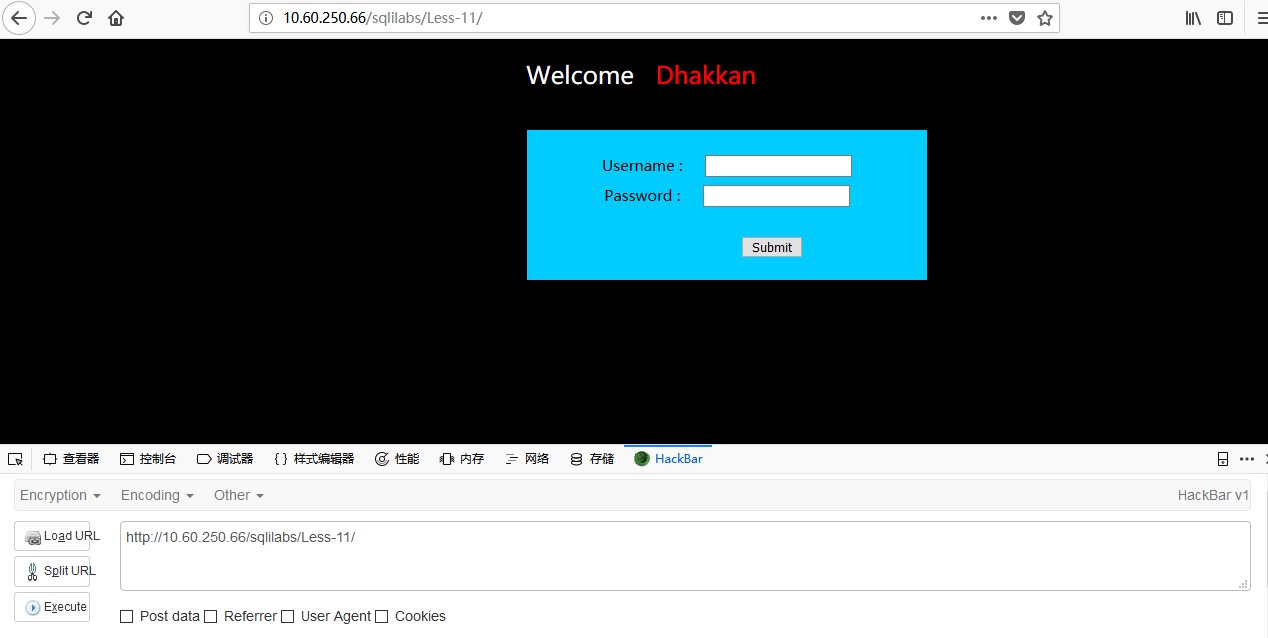 10.60.250.66/sqlilabs/Less-11/
Welcome Dhakkan
Username :
Password :
Submit
查看器 控制台 调试器 样式编辑器 性能 内存 网络 存储 HackBar
Encryption Encoding Other HackBar v1
Load URL http://10.60.250.66/sqlilabs/Less-11/
Split URL
Execute
Post data Referrer User Agent Cookies